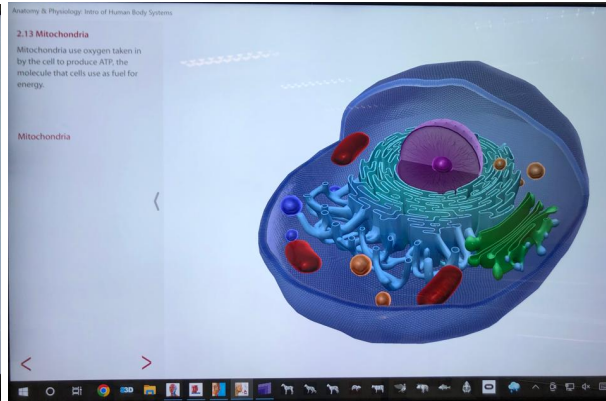 Anatomy & Physiology: Intro of Human Body Systems
2.13 Mitochondria
Mitochondria use oxygen taken in
by the cell to produce ATP, the
molecule that cells use as fuel for
energy.
Mitochondria